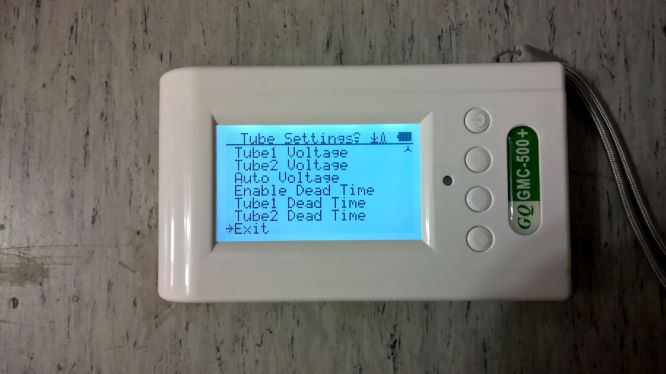 Tube Settings?
Tube1 Voltage
Tube2 Voltage
Auto Voltage
Enable Dead Time
Tube1 Dead Time
Tube2 Dead Time
→Exit
GQ GMC-500+